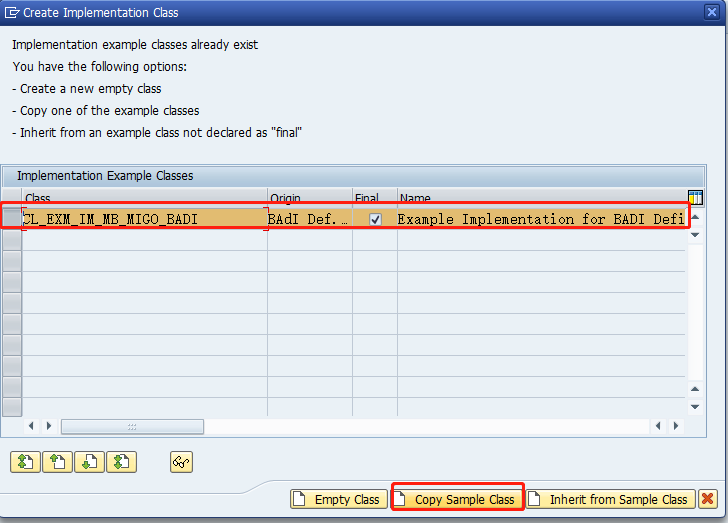 Create Implementation Class
Implementation example classes already exist
You have the following options:
- Create a new empty class
- Copy one of the example classes
- Inherit from an example class not declared as "final"
Implementation Example Classes
Class Origin Final Name
CL_EXM_IM_MB_MIGO_BADI BAdI Def. … Example Implementation for BADI Defi
Empty Class Copy Sample Class Inherit from Sample Class